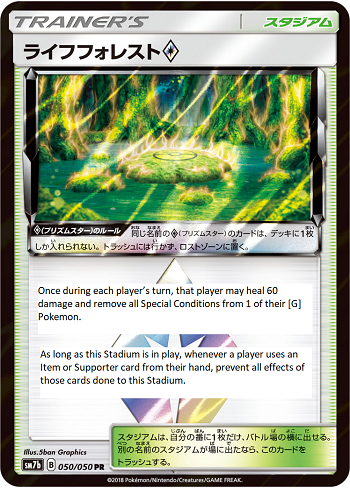 TRAINER'S
スタジアム
ライフフォレスト◇
◇(プリズムスター)のルール
同じ名前の◇(プリズムスター)のカードは、デッキに1枚
しか入れられない。トラッシュには行かず、ロストゾーンに置く。
Once during each player's turn, that player may heal 60
damage and remove all Special Conditions from 1 of their [G]
Pokemon.
As long as this Stadium is in play, whenever a player uses an
Item or Supporter card from their hand, prevent all effects of
those cards done to this Stadium.
Illus.5ban Graphics
sm7b B 050/050 PR
スタジアムは、自分の番に1枚だけ、バトル場の横に出せる。
別の名前のスタジアムが場に出たなら、このカードを
トラッシュする。
©2018 Pokémon/Nintendo/Creatures/GAME FREAK.